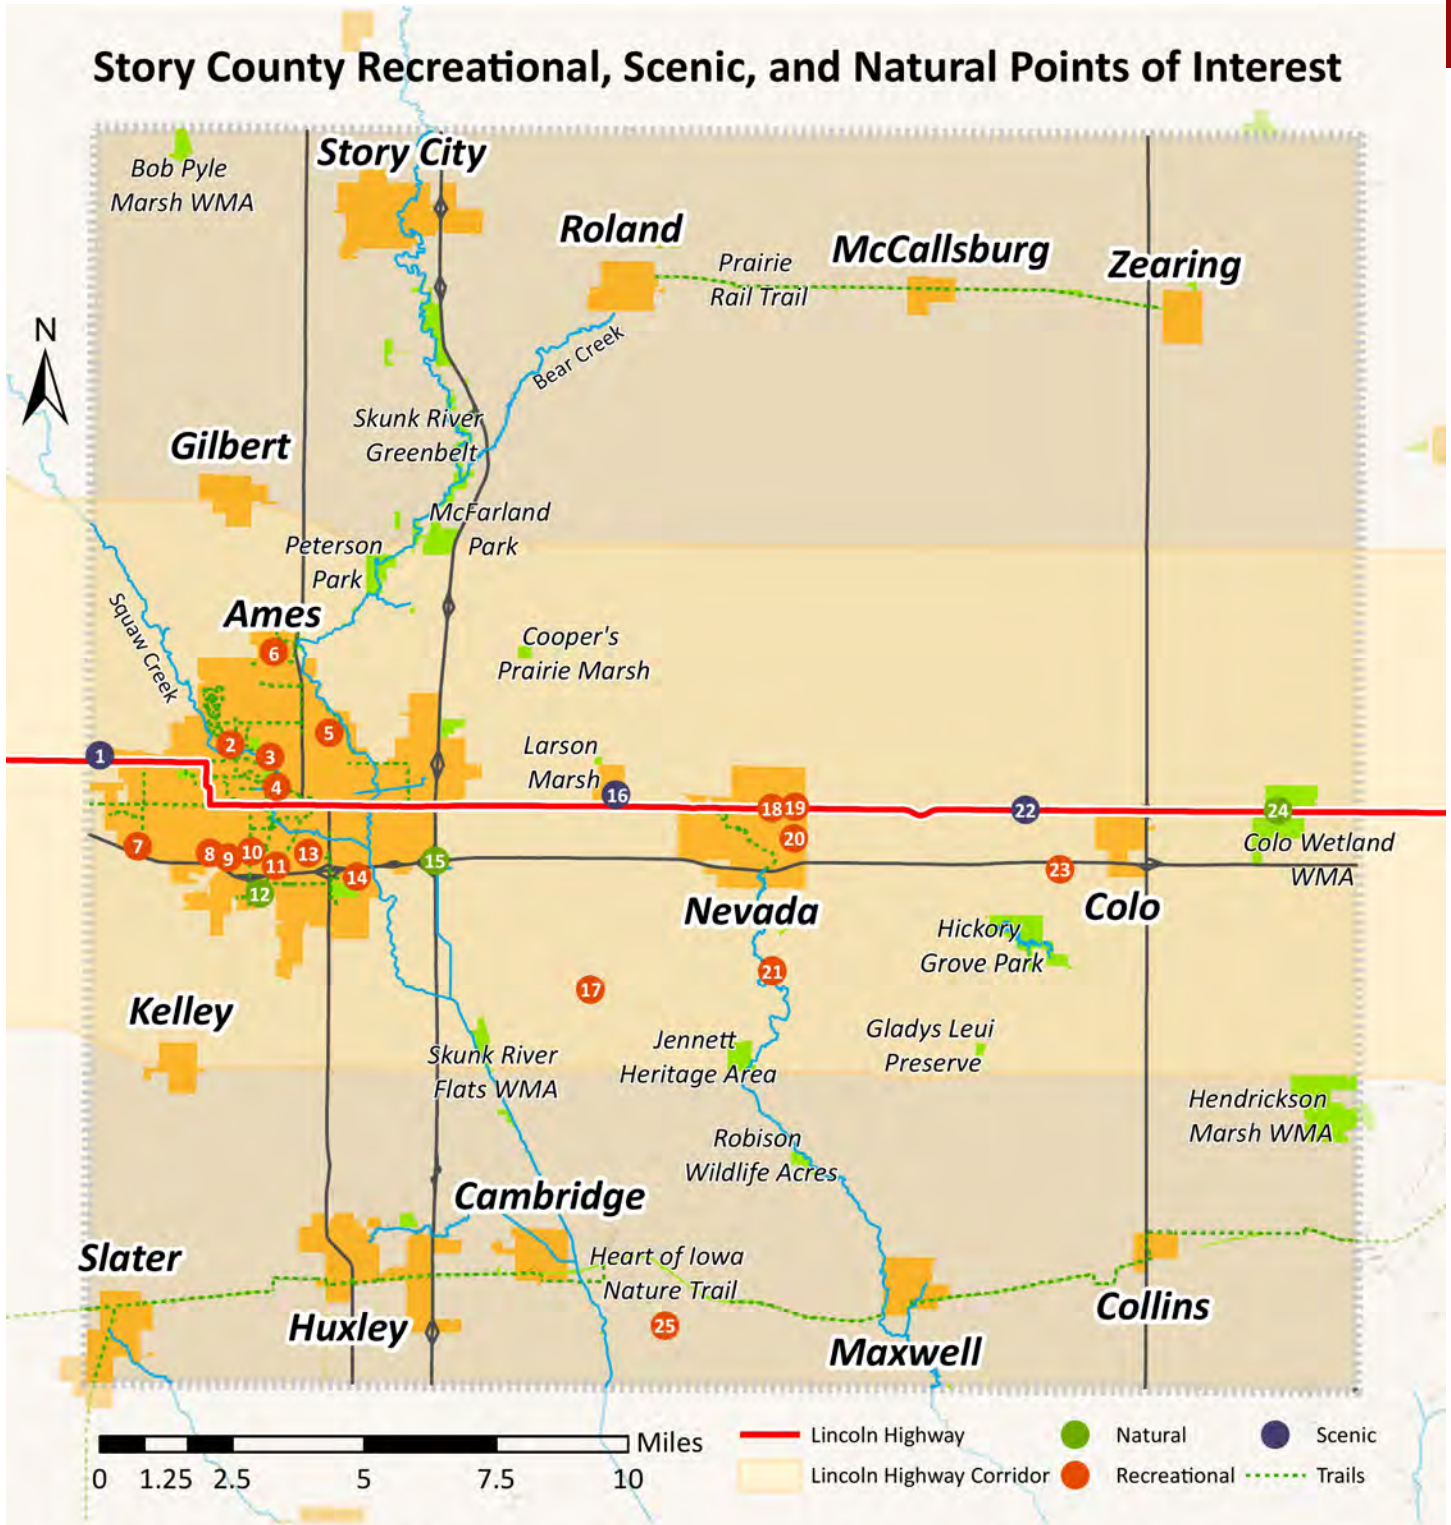 Story County Recreational, Scenic, and Natural Points of Interest
Bob Pyle
Marsh WMA
Story City
Roland
Prairie
Rail Trail
McCallsburg
Zearing
N
Bear Creek
Skunk River
Greenbelt
Gilbert
McFarland
Park
Peterson
Park
Ames
Squaw Creek
6
Cooper's
Prairie Marsh
1
2
3
5
4
Larson
Marsh
16
18
19
20
22
24
Colo Wetland
WMA
7
8
9
10
11
13
14
15
12
23
Nevada
Colo
Hickory
Grove Park
21
17
Kelley
Skunk River
Flats WMA
Jennett
Heritage Area
Gladys Leui
Preserve
Hendrickson
Marsh WMA
Robison
Wildlife Acres
Cambridge
Slater
Heart of Iowa
Nature Trail
Huxley
25
Maxwell
Collins
Miles
0 1.25 2.5 5 7.5 10
Lincoln Highway
Natural
Scenic
Lincoln Highway Corridor
Recreational
Trails